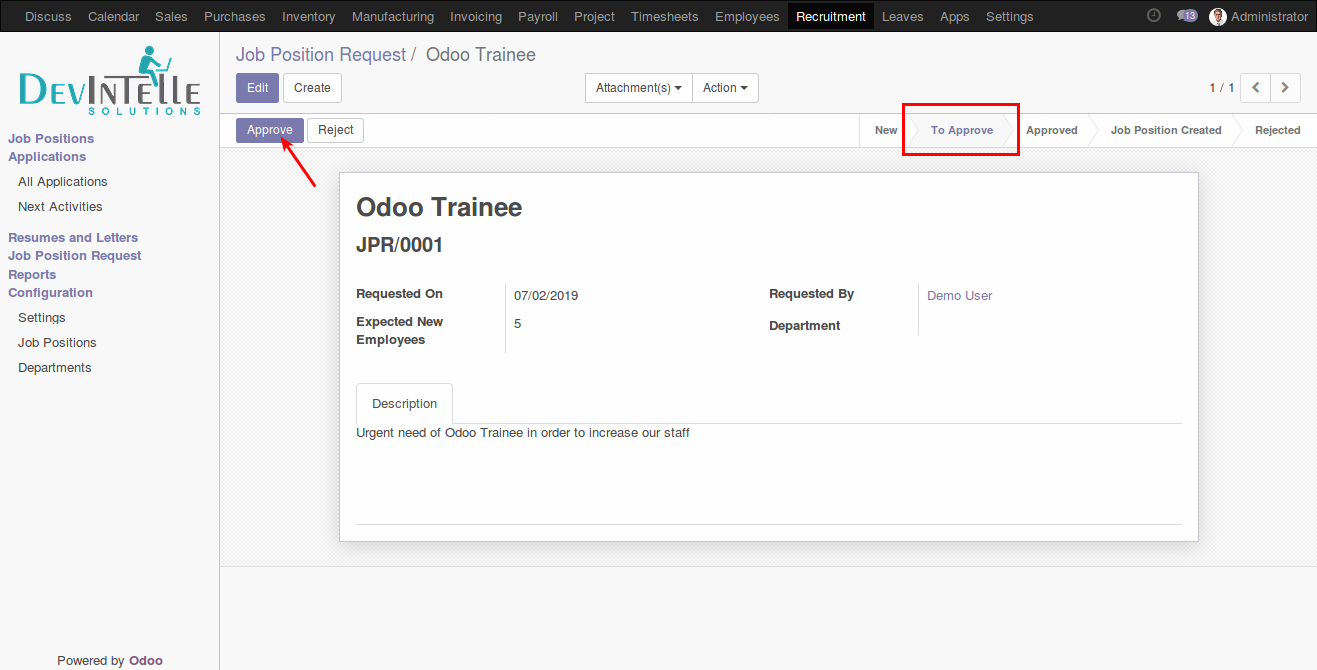 Discuss Calendar Sales Purchases Inventory Manufacturing Invoicing Payroll Project Timesheets Employees Recruitment Leaves Apps Settings 13 Administrator
DevIntelle
SOLUTIONS
Job Positions
Applications
All Applications
Next Activities
Resumes and Letters
Job Position Request
Reports
Configuration
Settings
Job Positions
Departments
Powered by Odoo
Job Position Request / Odoo Trainee
Edit Create Attachment(s) Action 1 / 1
Approve Reject New To Approve Approved Job Position Created Rejected
Odoo Trainee
JPR/0001
Requested On 07/02/2019 Requested By Demo User
Expected New Employees 5 Department
Description
Urgent need of Odoo Trainee in order to increase our staff